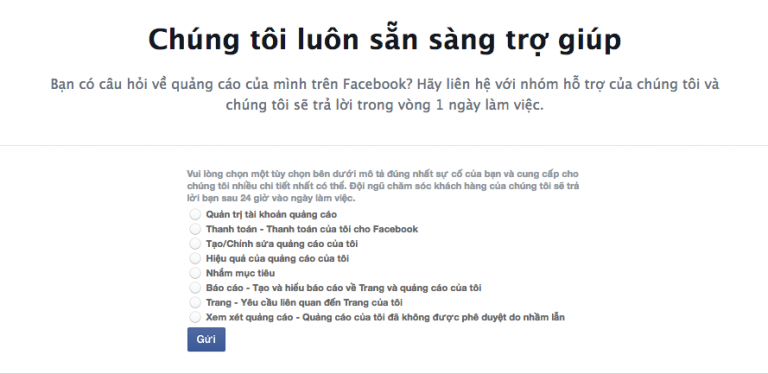 Chúng tôi luôn sẵn sàng trợ giúp
Bạn có câu hỏi về quảng cáo của mình trên Facebook? Hãy liên hệ với nhóm hỗ trợ của chúng tôi và
chúng tôi sẽ trả lời trong vòng 1 ngày làm việc.
Vui lòng chọn một tùy chọn bên dưới mô tả đúng nhất sự cố của bạn và cung cấp cho
chúng tôi nhiều chi tiết nhất có thể. Đội ngũ chăm sóc khách hàng của chúng tôi sẽ trả
lời bạn sau 24 giờ vào ngày làm việc.
Quản trị tài khoản quảng cáo
Thanh toán - Thanh toán của tôi cho Facebook
Tạo/Chỉnh sửa quảng cáo của tôi
Hiệu quả của quảng cáo của tôi
Nhắm mục tiêu
Báo cáo - Tạo và hiểu báo cáo về Trang và quảng cáo của tôi
Trang - Yêu cầu liên quan đến Trang của tôi
Xem xét quảng cáo - Quảng cáo của tôi đã không được phê duyệt do nhầm lẫn
Gửi